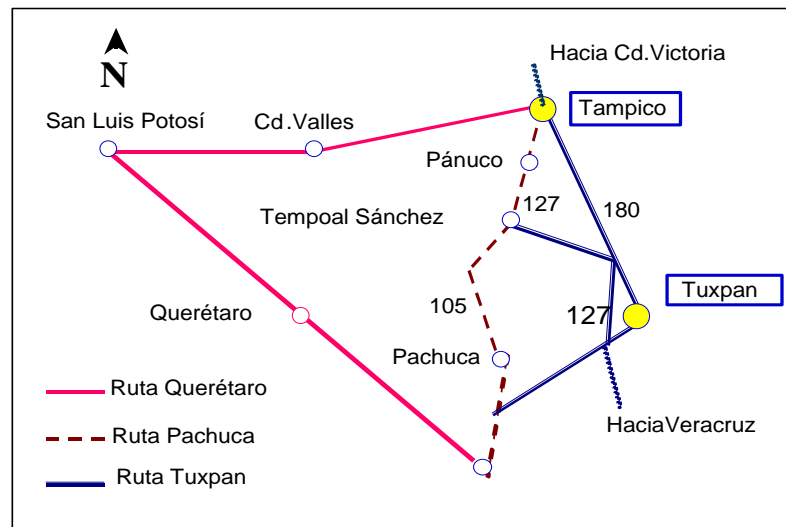 Hacia Cd.Victoria
N
Tampico
San Luis Potosí
Cd.Valles
Pánuco
127
180
Tempoal Sánchez
Tuxpan
105
Querétaro
127
Pachuca
Ruta Querétaro
HaciaVeracruz
Ruta Pachuca
Ruta Tuxpan